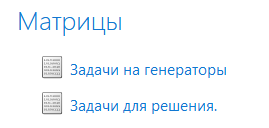 Матрицы
Задачи на генераторы
Задачи для решения.